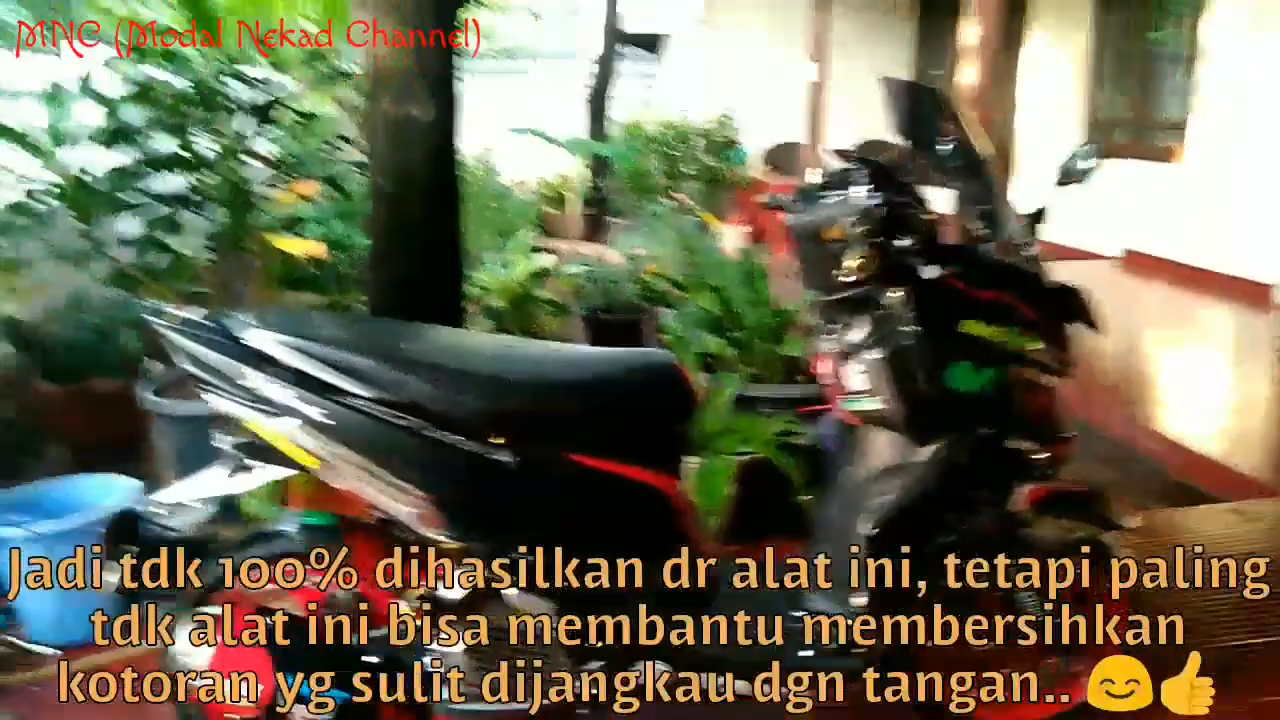 MNC (Modal Nekad Channel)
Jadi tdk 100% dihasilkan dr alat ini, tetapi paling
tdk alat ini bisa membantu membersihkan
kotoran yg sulit dijangkau dgn tangan.. 😊👍